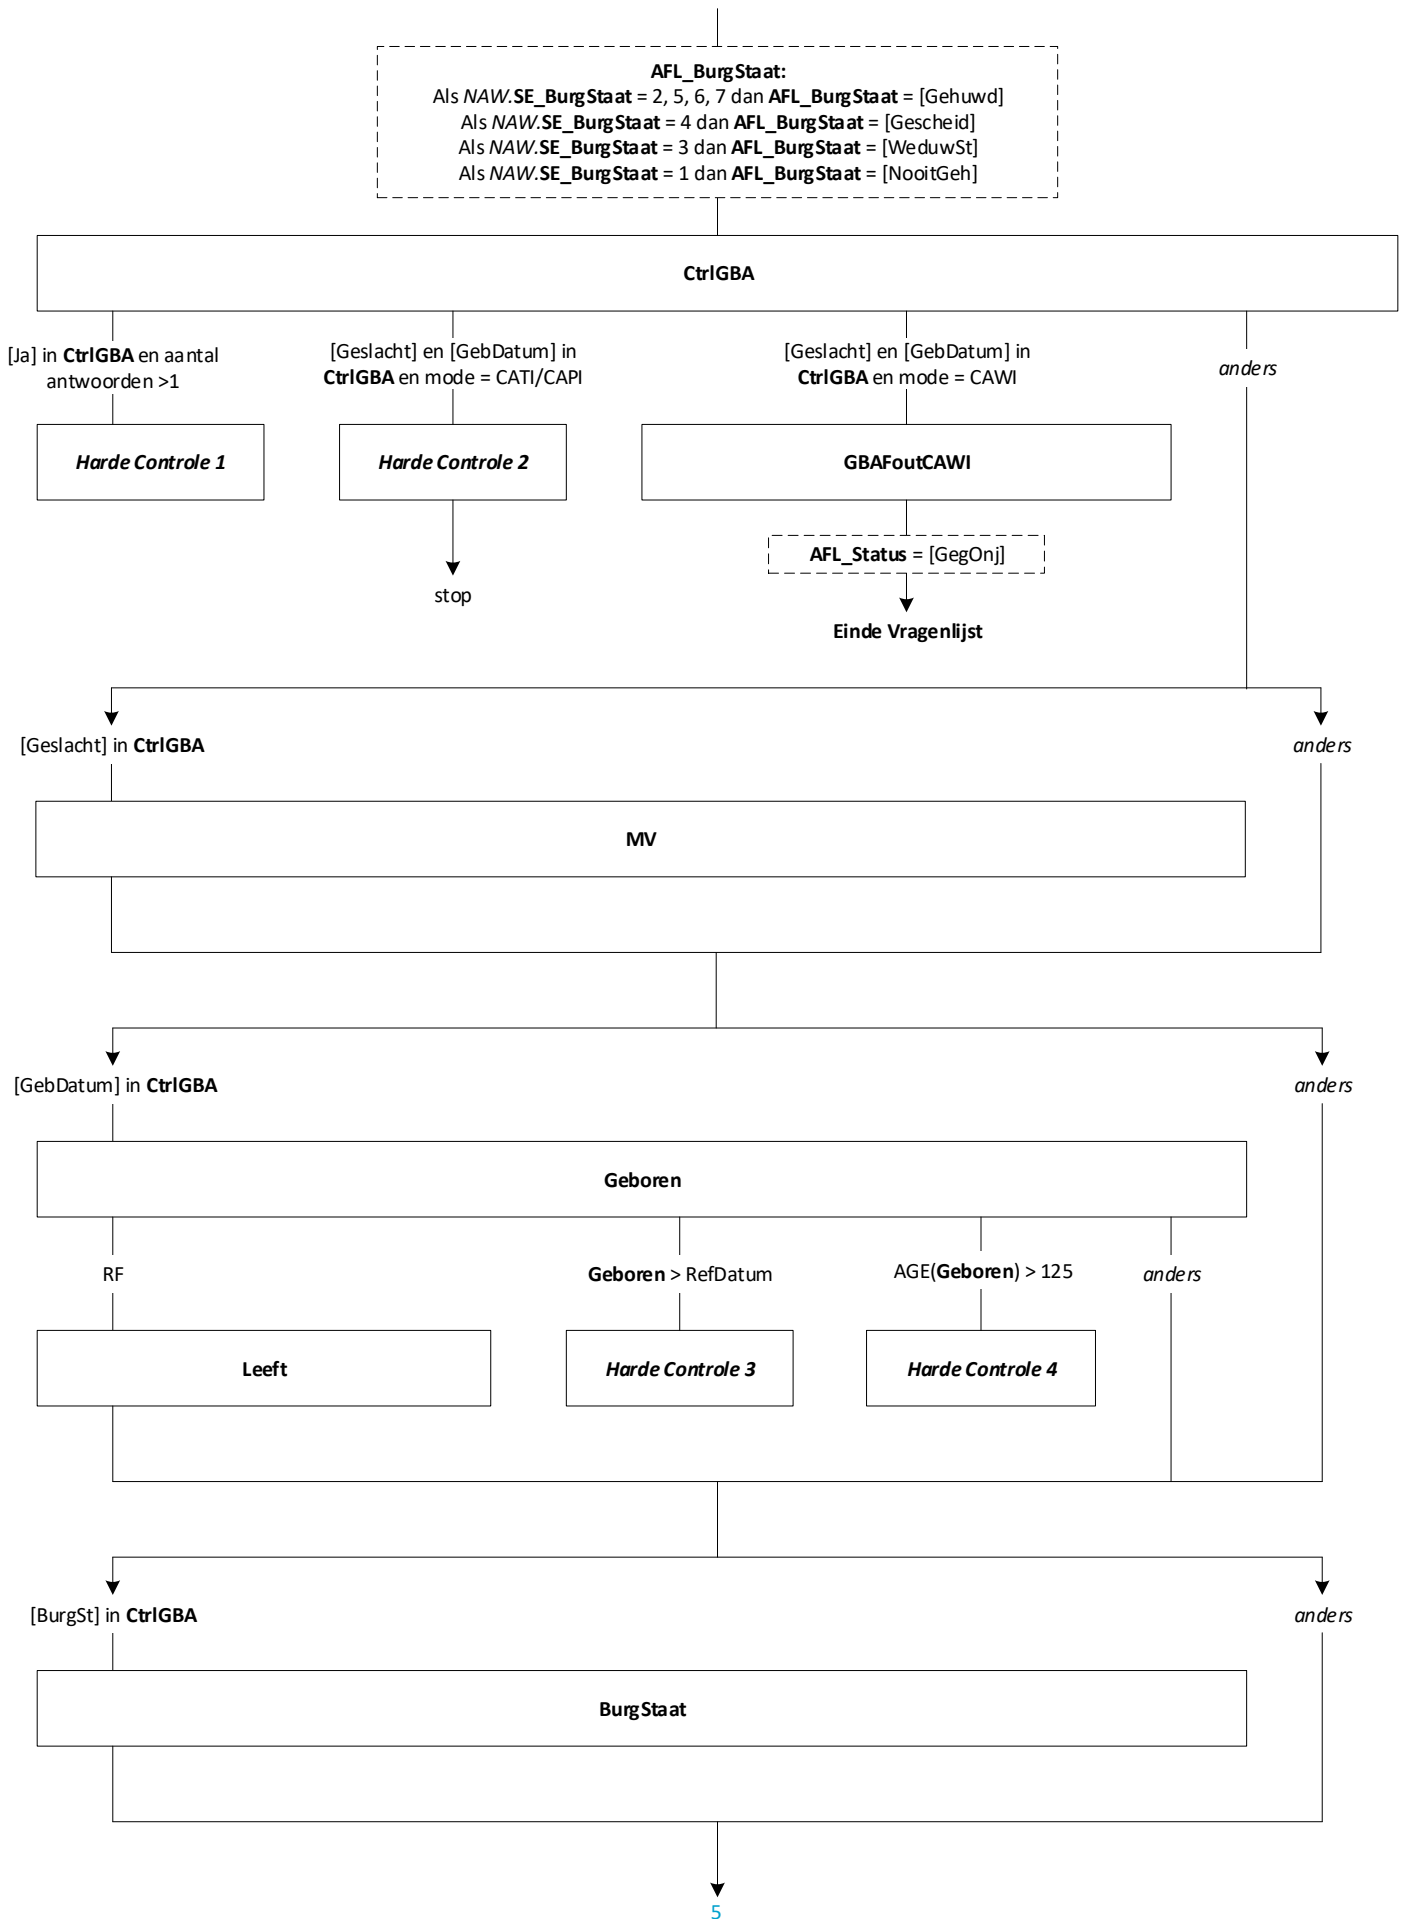 AFL_BurgStaat:
Als NAW.SE_BurgStaat = 2, 5, 6, 7 dan AFL_BurgStaat = [Gehuwd]
Als NAW.SE_BurgStaat = 4 dan AFL_BurgStaat = [Gescheid]
Als NAW.SE_BurgStaat = 3 dan AFL_BurgStaat = [WeduwSt]
Als NAW.SE_BurgStaat = 1 dan AFL_BurgStaat = [NooitGeh]
CtrlGBA
[Ja] in CtrlGBA en aantal
antwoorden >1
[Geslacht] en [GebDatum] in
CtrlGBA en mode = CATI/CAPI
[Geslacht] en [GebDatum] in
CtrlGBA en mode = CAWI
anders
Harde Controle 1
Harde Controle 2
GBAFoutCAWI
AFL_Status = [GegOnj]
stop
Einde Vragenlijst
[Geslacht] in CtrlGBA
anders
MV
[GebDatum] in CtrlGBA
anders
Geboren
RF
Geboren > RefDatum
AGE(Geboren) > 125
anders
Leeft
Harde Controle 3
Harde Controle 4
[BurgSt] in CtrlGBA
anders
BurgStaat
5